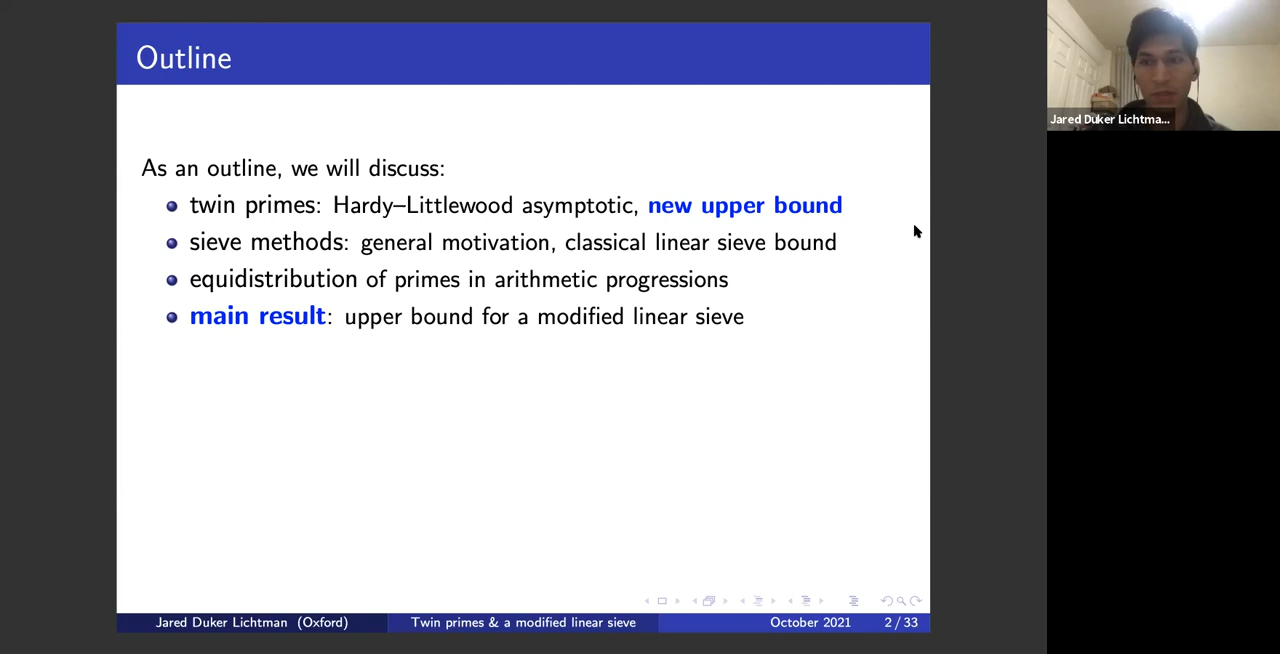 Outline
As an outline, we will discuss:
twin primes: Hardy–Littlewood asymptotic, new upper bound
sieve methods: general motivation, classical linear sieve bound
equidistribution of primes in arithmetic progressions
main result: upper bound for a modified linear sieve
Jared Duker Lichtman (Oxford)
Twin primes & a modified linear sieve
October 2021
2 / 33
Jared Duker Lichtma...